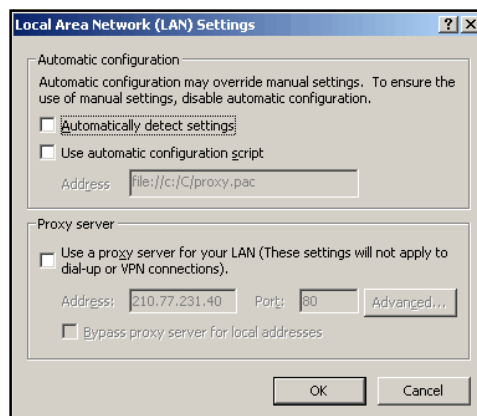 Local Area Network (LAN) Settings
Automatic configuration
Automatic configuration may override manual settings. To ensure the
use of manual settings, disable automatic configuration.
Automatically detect settings
Use automatic configuration script
Address file://c:/C/proxy.pac
Proxy server
Use a proxy server for your LAN (These settings will not apply to
dial-up or VPN connections).
Address: 210.77.231.40 Port: 80 Advanced...
Bypass proxy server for local addresses
OK Cancel